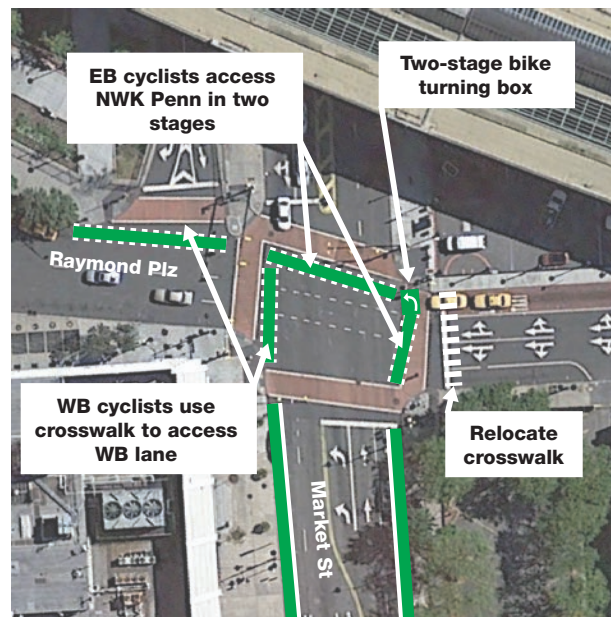 EB cyclists access
NWK Penn in two
stages
Two-stage bike
turning box
Raymond Plz
WB cyclists use
crosswalk to access
WB lane
Relocate
crosswalk
Market St